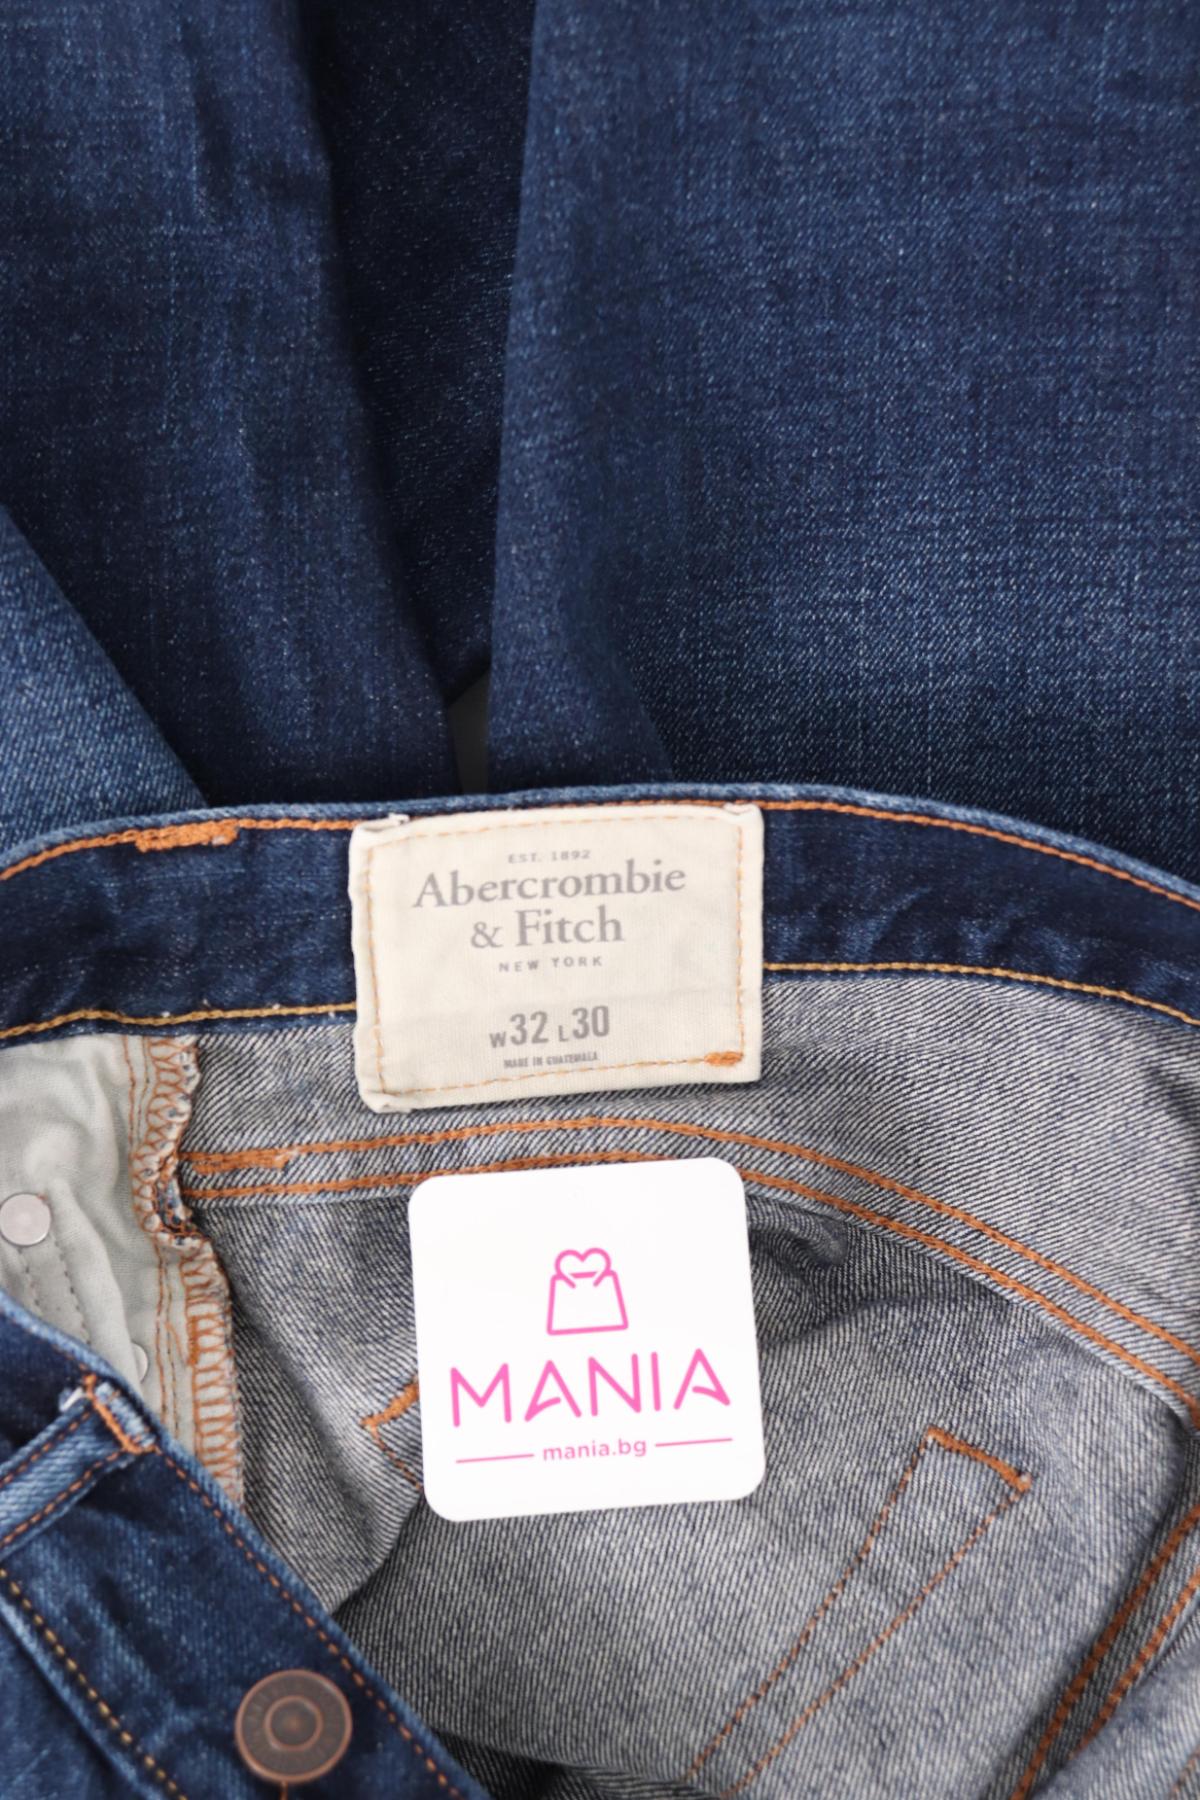 EST. 1892
Abercrombie
& Fitch
NEW YORK
W32 L30
MADE IN GUATEMALA
MANIA
mania.bg